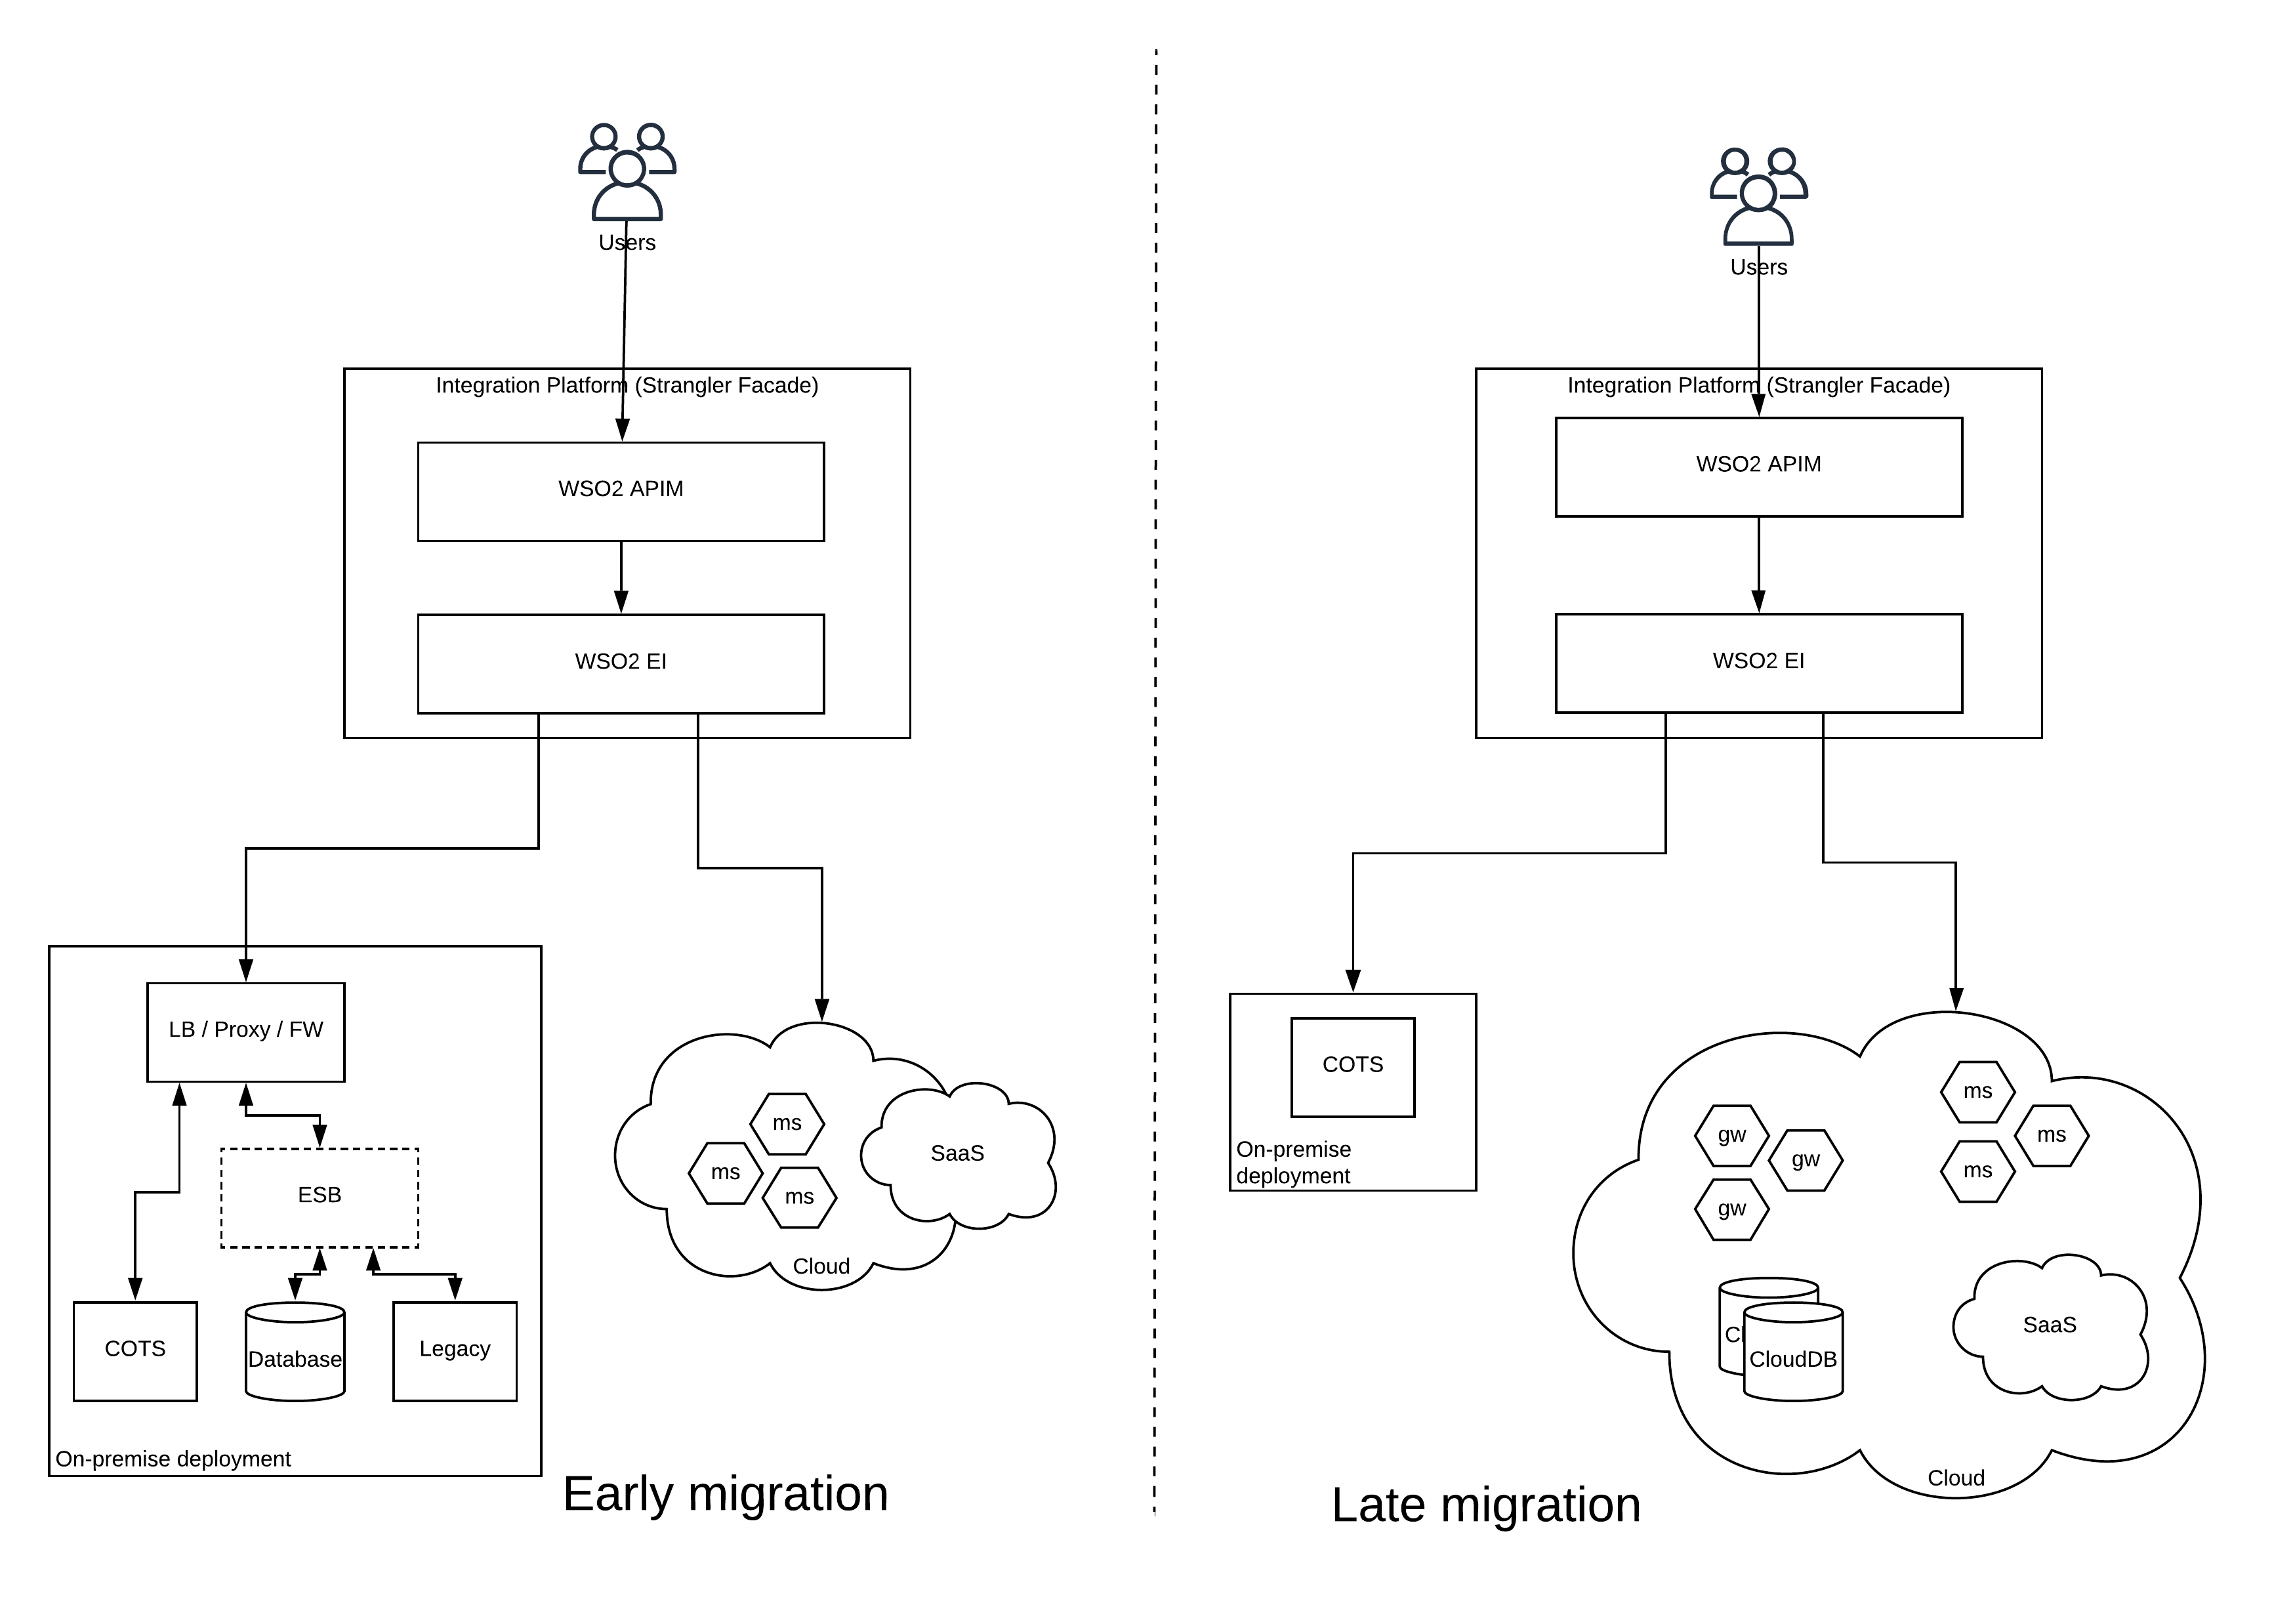 Users
Integration Platform (Strangler Facade)
WSO2 APIM
WSO2 EI
LB / Proxy / FW
ESB
COTS
Database
Legacy
On-premise deployment
ms
ms
ms
SaaS
Cloud
Early migration
Users
Integration Platform (Strangler Facade)
WSO2 APIM
WSO2 EI
COTS
On-premise
deployment
ms
gw
ms
gw
ms
gw
CloudDB
SaaS
Cloud
Late migration